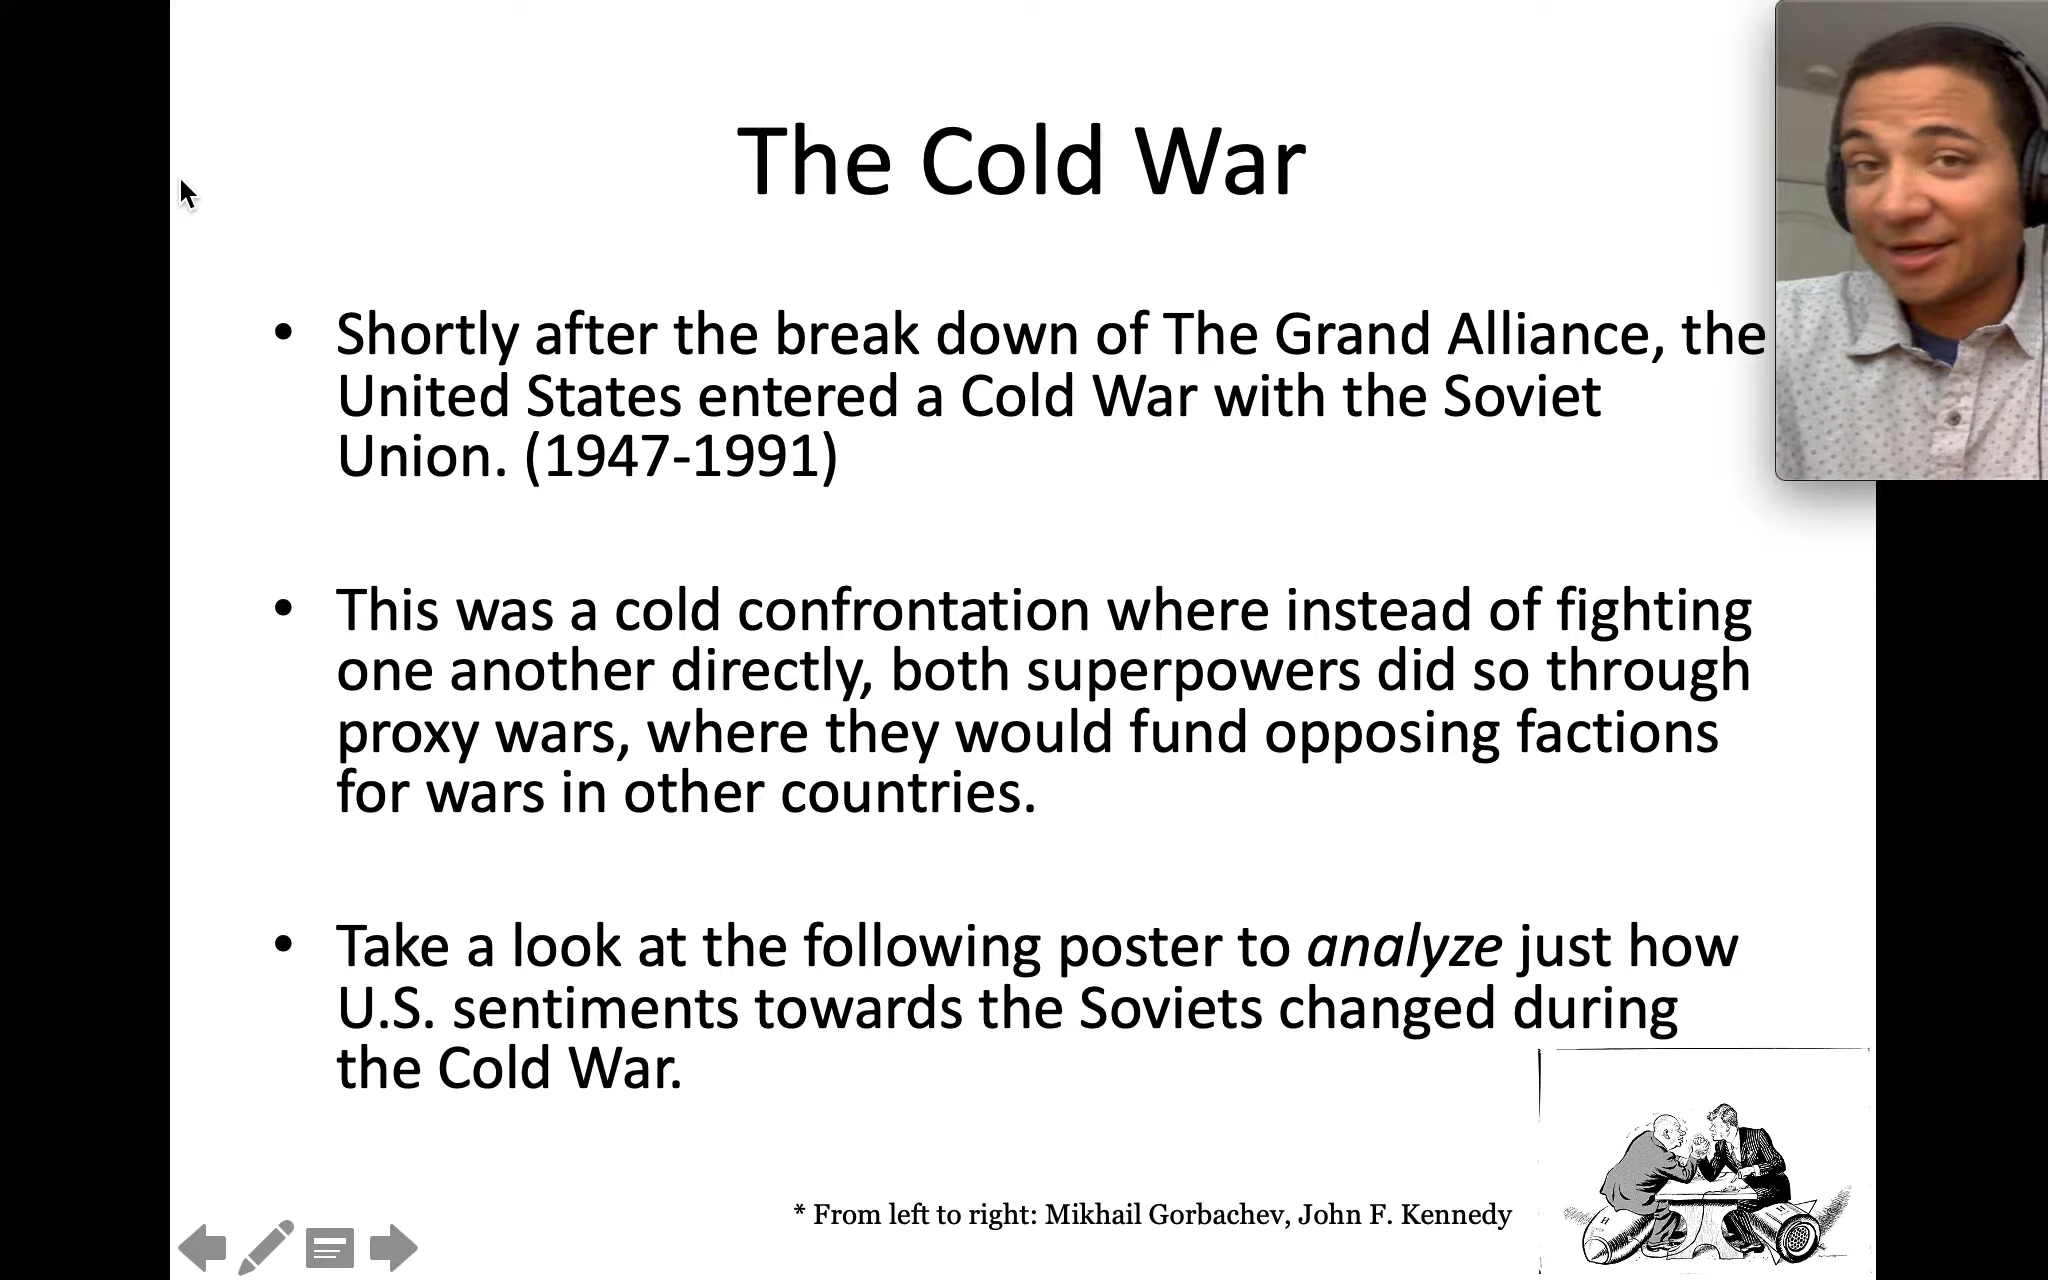 The Cold War
• Shortly after the break down of The Grand Alliance, the
United States entered a Cold War with the Soviet
Union. (1947-1991)
• This was a cold confrontation where instead of fighting
one another directly, both superpowers did so through
proxy wars, where they would fund opposing factions
for wars in other countries.
• Take a look at the following poster to analyze just how
U.S. sentiments towards the Soviets changed during
the Cold War.
* From left to right: Mikhail Gorbachev, John F. Kennedy
H
H